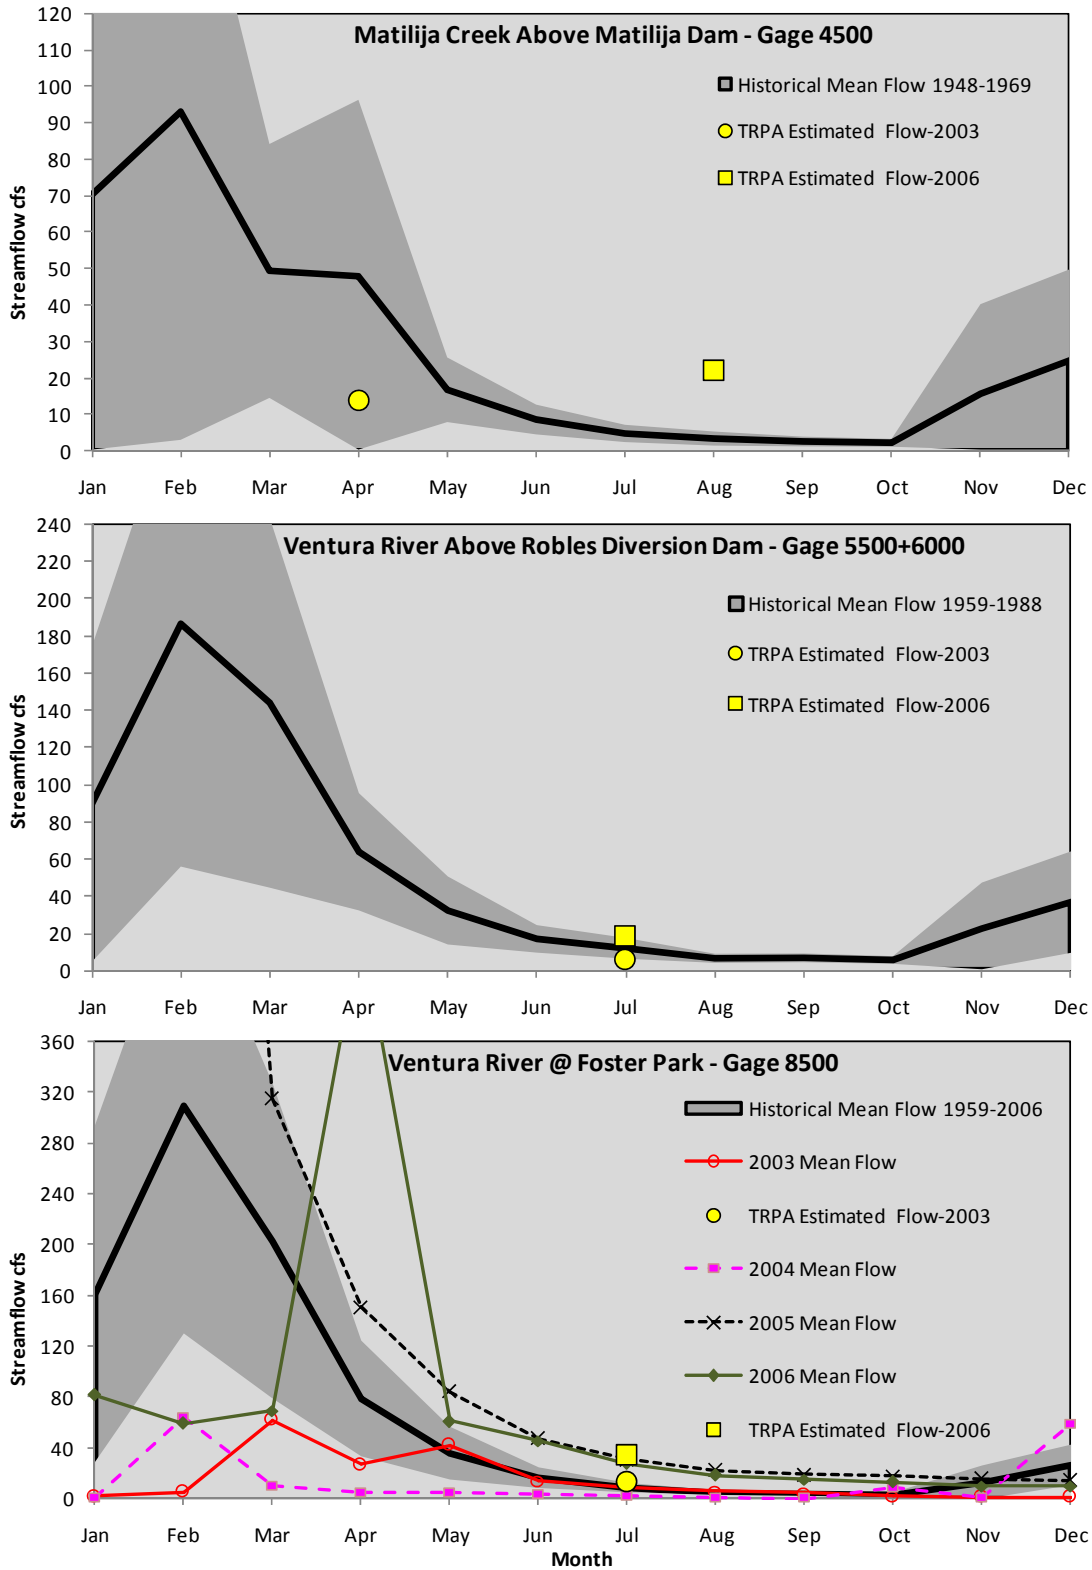 Matilija Creek Above Matilija Dam - Gage 4500
Historical Mean Flow 1948-1969
TRPA Estimated Flow-2003
TRPA Estimated Flow-2006
Streamflow cfs
120
110
100
90
80
70
60
50
40
30
20
10
0
Jan Feb Mar Apr May Jun Jul Aug Sep Oct Nov Dec
Ventura River Above Robles Diversion Dam - Gage 5500+6000
Historical Mean Flow 1959-1988
TRPA Estimated Flow-2003
TRPA Estimated Flow-2006
Streamflow cfs
240
220
200
180
160
140
120
100
80
60
40
20
0
Jan Feb Mar Apr May Jun Jul Aug Sep Oct Nov Dec
Ventura River @ Foster Park - Gage 8500
Historical Mean Flow 1959-2006
2003 Mean Flow
TRPA Estimated Flow-2003
2004 Mean Flow
2005 Mean Flow
2006 Mean Flow
TRPA Estimated Flow-2006
Streamflow cfs
360
320
280
240
200
160
120
80
40
0
Jan Feb Mar Apr May Jun Jul Aug Sep Oct Nov Dec
Month